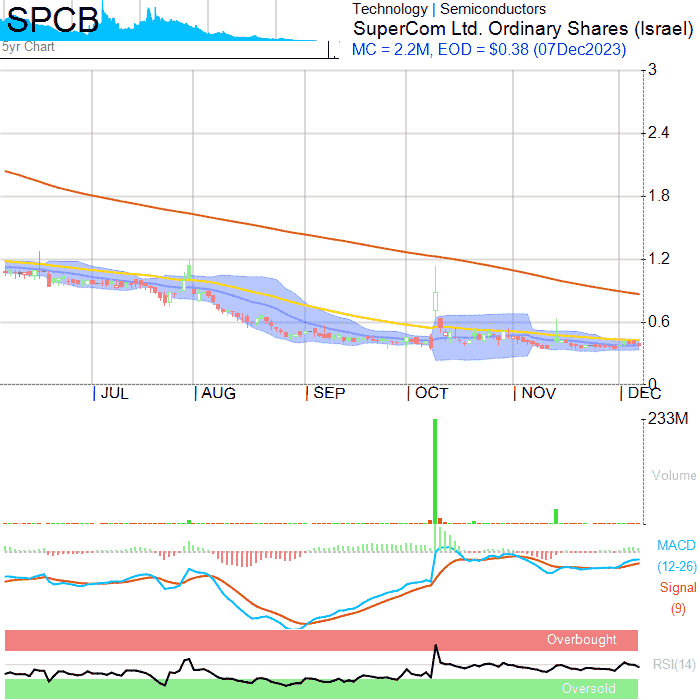 SPCB
5yr Chart
Technology | Semiconductors
SuperCom Ltd. Ordinary Shares (Israel)
MC = 2.2M, EOD = $0.38 (07Dec2023)
3
2.4
1.8
1.2
0.6
0
JUL AUG SEP OCT NOV DEC
233M
Volume
MACD
(12-26)
Signal
(9)
Overbought
RSI(14)
Oversold